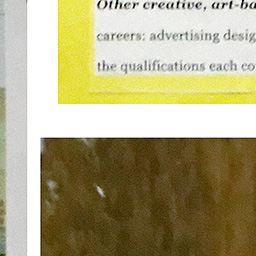 Other creative, art-ba
careers: advertising desig
the qualifications each co